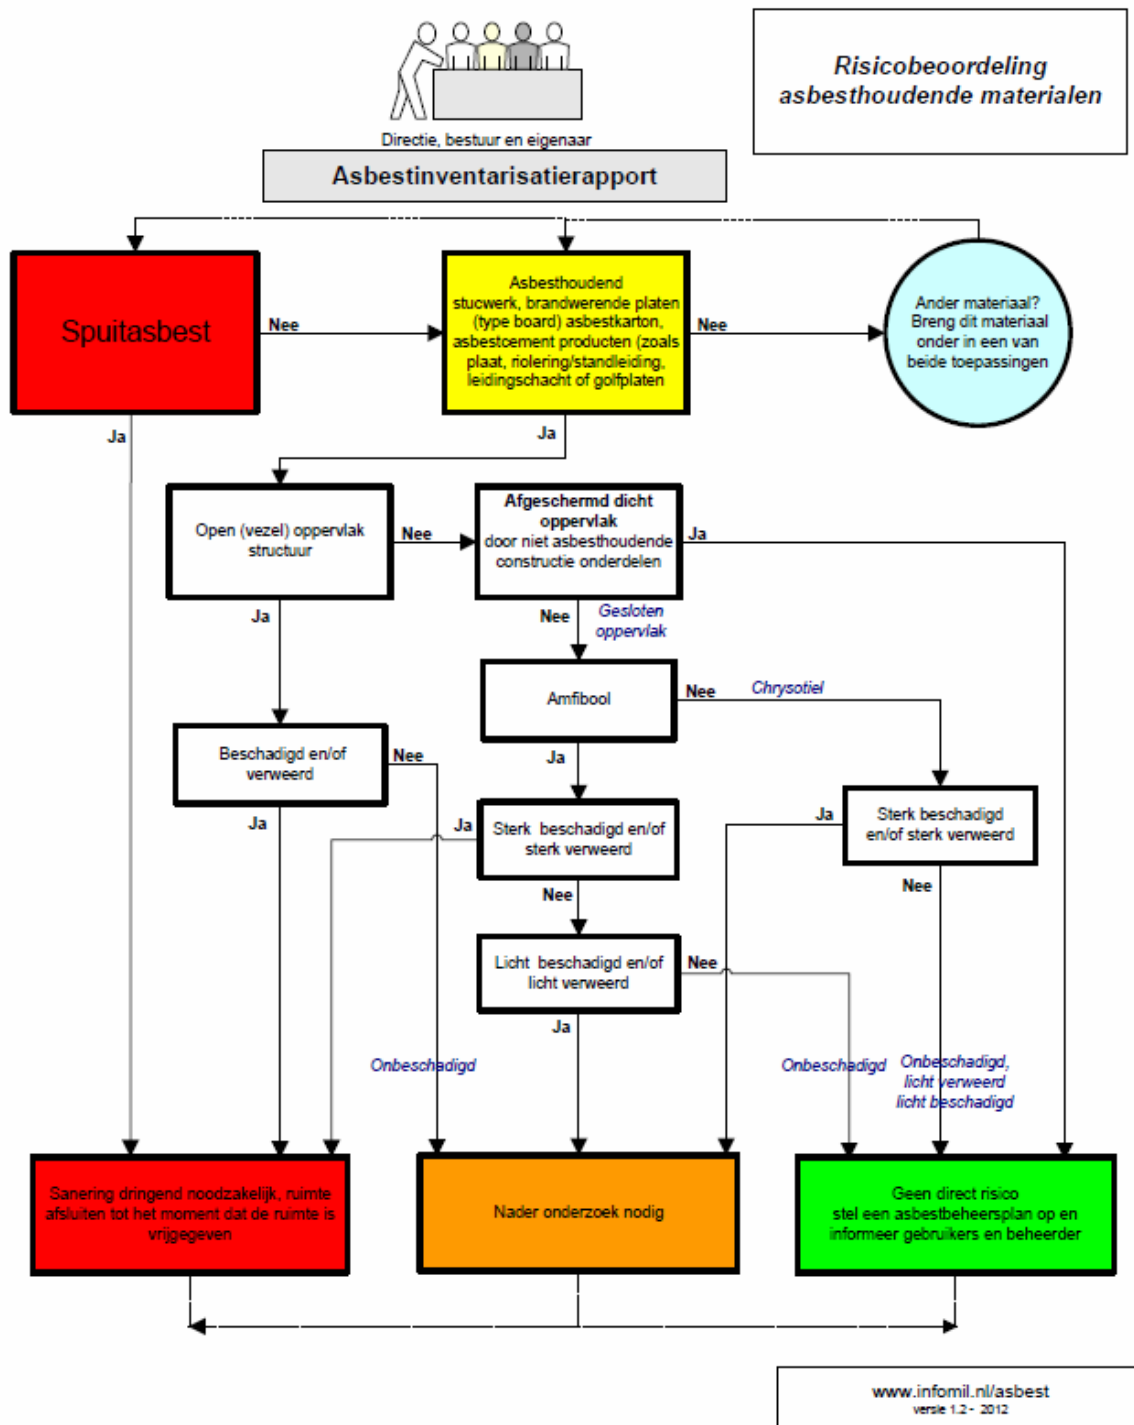 Risicobeoordeling
asbesthoudende materialen
Directie, bestuur en eigenaar
Asbestinventarisatierapport
Spuitasbest
Nee
Asbesthoudend
stucwerk, brandwerende platen
(type board) asbestkarton,
asbestcement producten (zoals
plaat, riolering/standleiding,
leidingschacht of golfplaten
Nee
Ander materiaal?
Breng dit materiaal
onder in een van
beide toepassingen
Ja
Ja
Open (vezel) oppervlak
structuur
Nee
Afgeschermd dicht
oppervlak
door niet asbesthoudende
constructie onderdelen
Ja
Ja
Nee
Gesloten
oppervlak
Amfibool
Nee
Chrysotiel
Beschadigd en/of
verweerd
Nee
Ja
Ja
Ja
Sterk beschadigd en/of
sterk verweerd
Ja
Sterk beschadigd
en/of sterk verweerd
Nee
Nee
Licht beschadigd en/of
licht verweerd
Nee
Ja
Onbeschadigd
Onbeschadigd
Onbeschadigd,
licht verweerd
licht beschadigd
Sanering dringend noodzakelijk, ruimte
afsluiten tot het moment dat de ruimte is
vrijgegeven
Nader onderzoek nodig
Geen direct risico
stel een asbestbeheersplan op en
informeer gebruikers en beheerder
www.infomil.nl/asbest
versie 1.2 - 2012